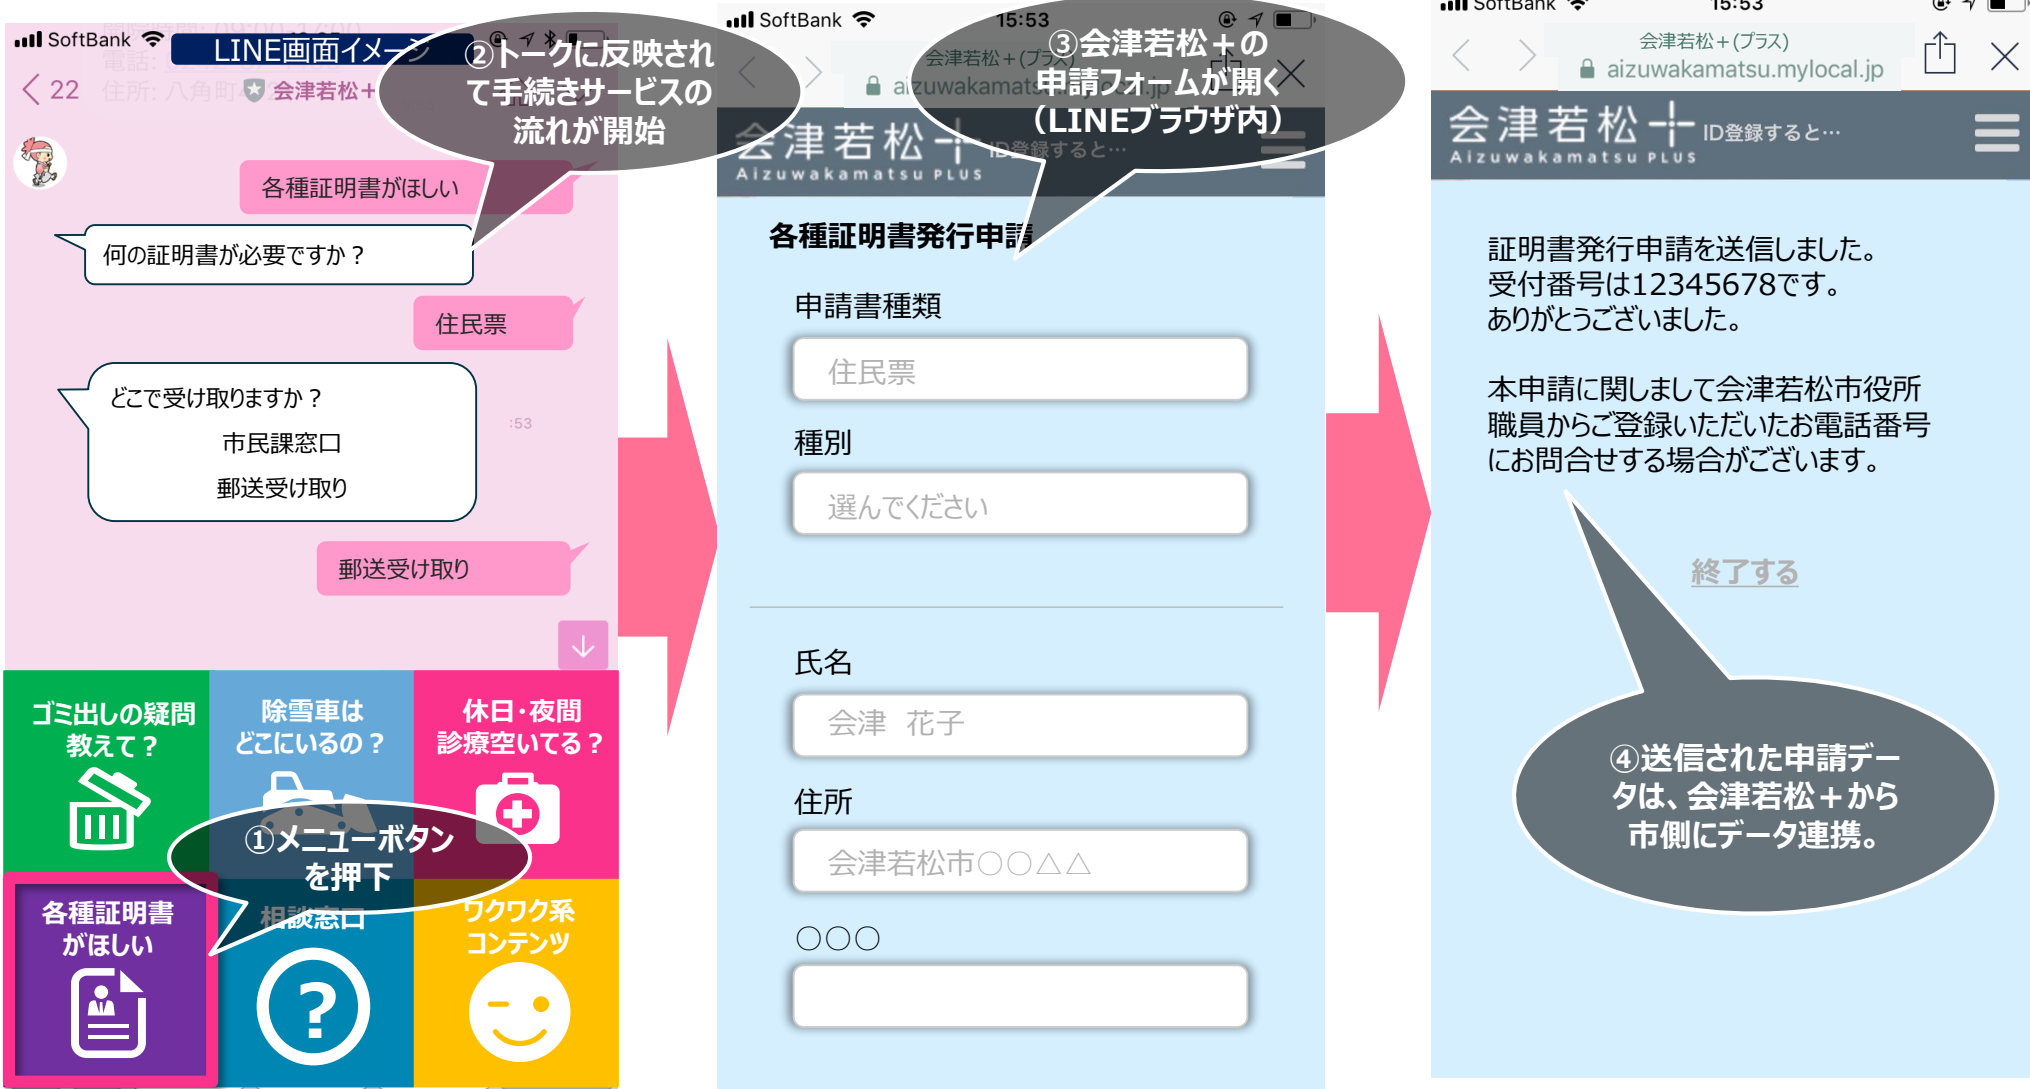 SoftBank
LINE画面イメージ
22
会津若松+
②トークに反映され
て手続きサービスの
流れが開始
各種証明書がほしい
何の証明書が必要ですか？
住民票
どこで受け取りますか？
市民課窓口
郵送受け取り
:53
郵送受け取り
ゴミ出しの疑問
教えて？
除雪車は
どこにいるの？
休日・夜間
診療空いてる？
①メニューボタン
を押下
各種証明書
がほしい
相談窓口
ワクワク系
コンテンツ
SoftBank 15:53
会津若松+(プラス)
aizuwakamatsu.mylocal.jp
③会津若松＋の
申請フォームが開く
（LINEブラウザ内）
会津若松+ ID登録すると…
Aizuwakamatsu PLUS
各種証明書発行申請
申請書種類
住民票
種別
選んでください
氏名
会津 花子
住所
会津若松市○○△△
○○○
SoftBank 15:53
会津若松+(プラス)
aizuwakamatsu.mylocal.jp
会津若松+ ID登録すると…
Aizuwakamatsu PLUS
証明書発行申請を送信しました。
受付番号は12345678です。
ありがとうございました。
本申請に関しまして会津若松市役所
職員からご登録いただいたお電話番号
にお問合せする場合がございます。
終了する
④送信された申請デー
タは、会津若松＋から
市側にデータ連携。